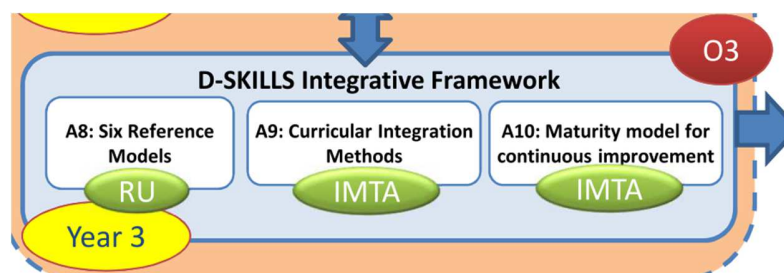 O3
D-SKILLS Integrative Framework
A8: Six Reference
Models
RU
A9: Curricular Integration
Methods
IMTA
A10: Maturity model for
continuous improvement
IMTA
Year 3